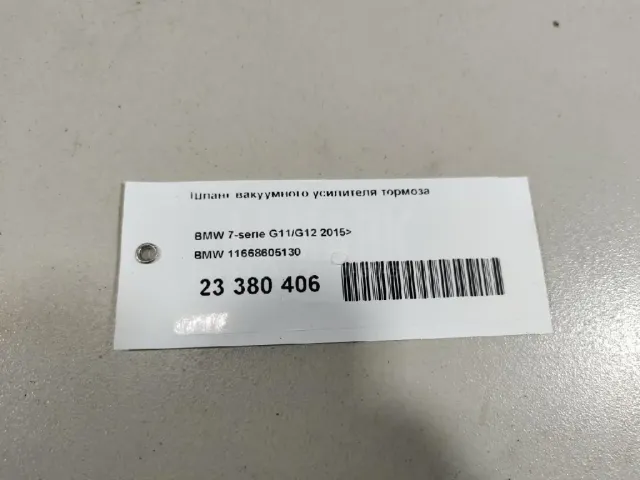 Шланг вакуумного усилителя тормоза
BMW 7-serie G11/G12 2015>
BMW 11668605130
23 380 406